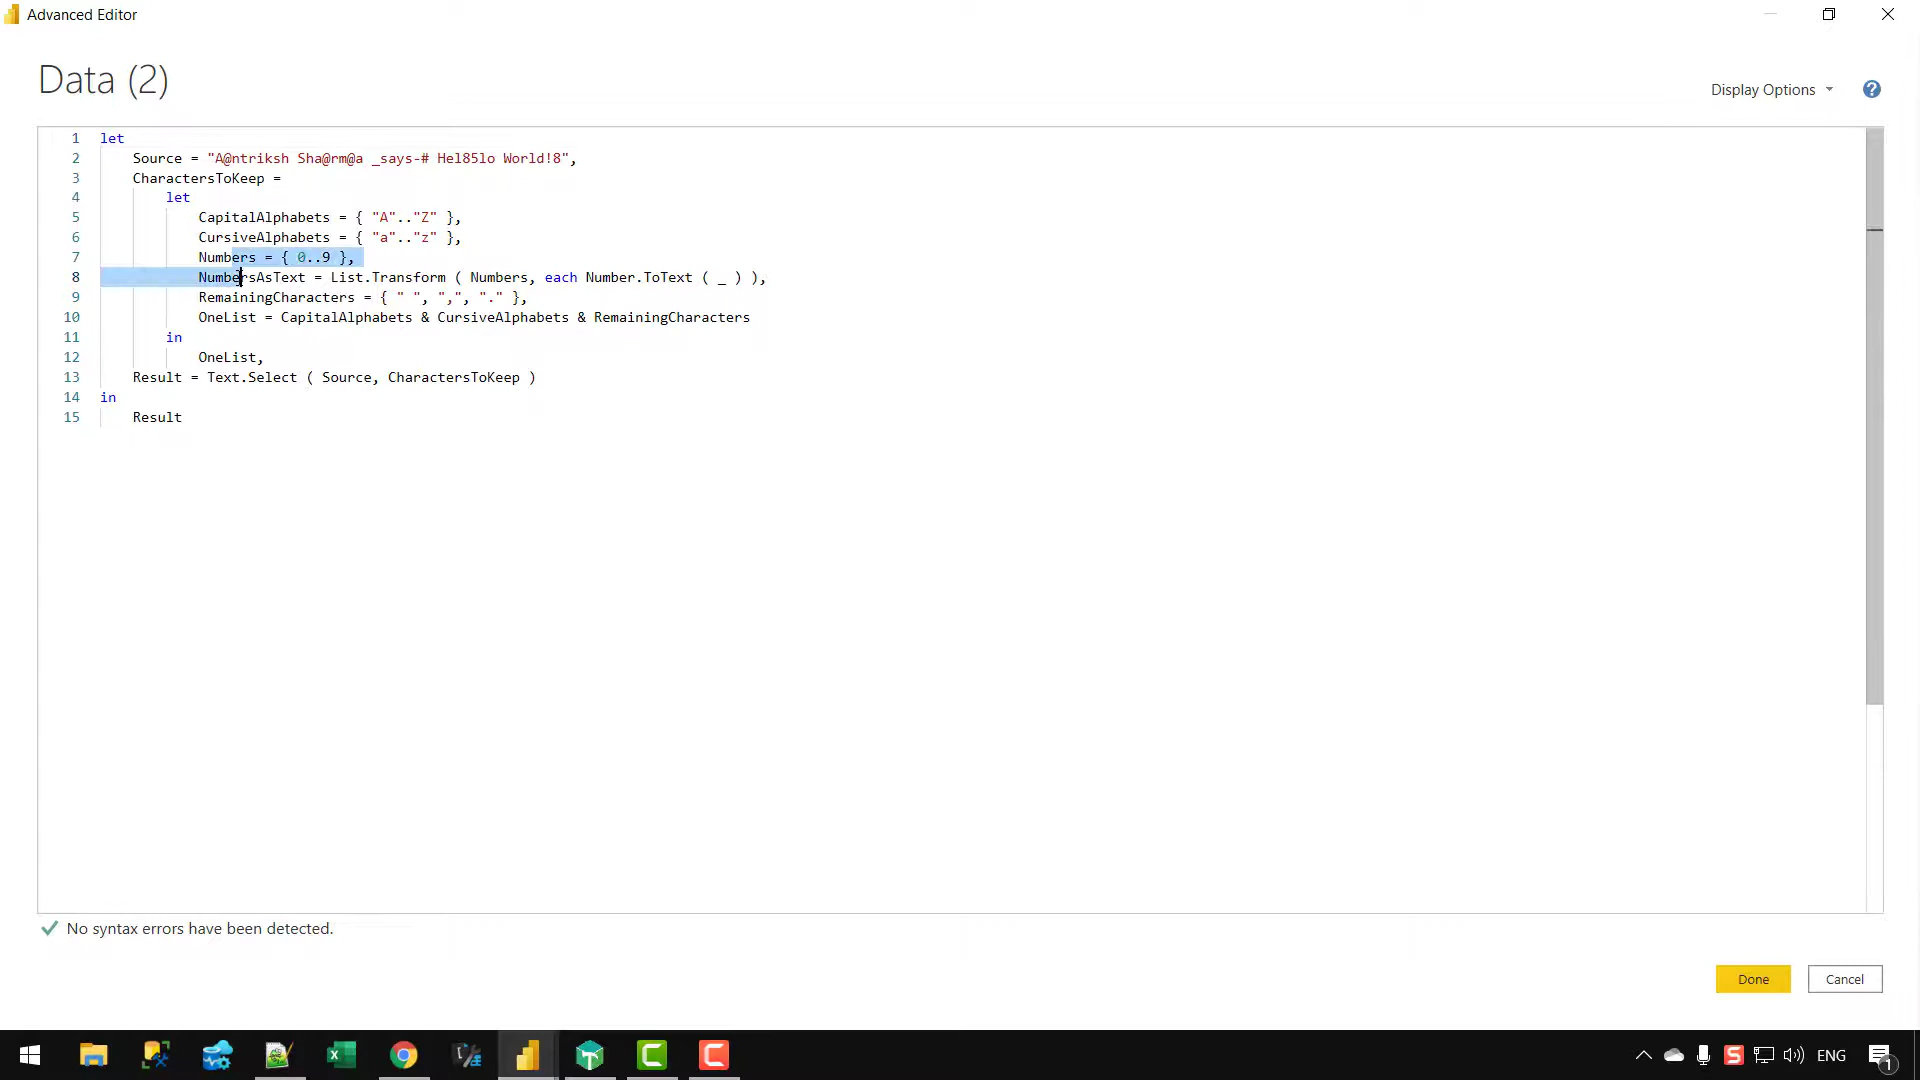 Advanced Editor
Data (2)
Display Options
1 let
2 Source = "A@ntriksh Sha@rm@a _says-# Hel85lo World!8",
3 CharactersToKeep =
4 let
5 CapitalAlphabets = { "A".."Z" },
6 CursiveAlphabets = { "a".."z" },
7 Numbers = { 0..9 },
8 NumbersAsText = List.Transform ( Numbers, each Number.ToText ( _ ) ),
9 RemainingCharacters = { " ", ",", "." },
10 OneList = CapitalAlphabets & CursiveAlphabets & RemainingCharacters
11 in
12 OneList,
13 Result = Text.Select ( Source, CharactersToKeep )
14 in
15 Result
No syntax errors have been detected.
Done Cancel
ENG
1